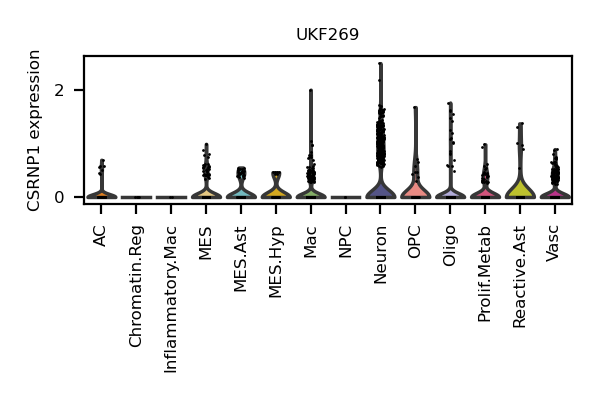 UKF269
CSRNP1 expression
2
0
AC
Chromatin.Reg
Inflammatory.Mac
MES
MES.Ast
MES.Hyp
Mac
NPC
Neuron
OPC
Oligo
Prolif.Metab
Reactive.Ast
Vasc